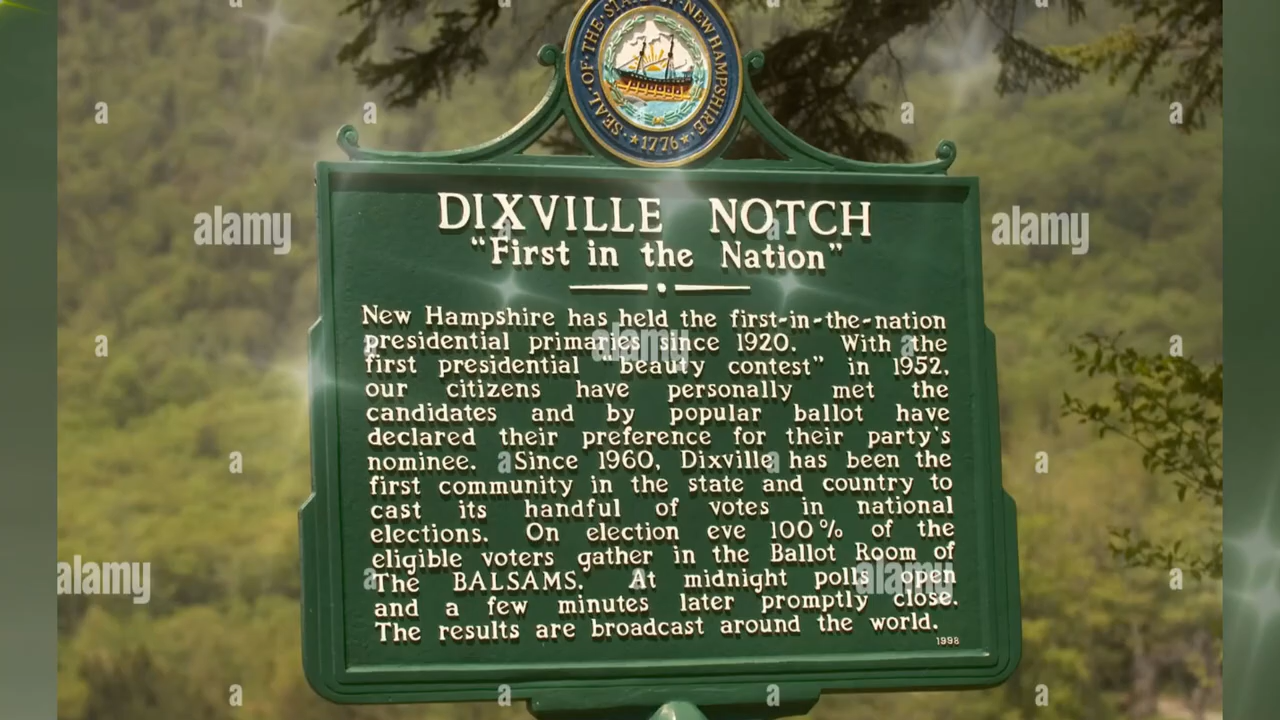 SEAL · OF · THE · STATE · OF · NEW HAMPSHIRE
★ 1776 ★
DIXVILLE NOTCH
"First in the Nation"
New Hampshire has held the first-in-the-nation
presidential primaries since 1920. With the
first presidential "beauty contest" in 1952,
our citizens have personally met the
candidates and by popular ballot have
declared their preference for their party's
nominee. Since 1960, Dixville has been the
first community in the state and country to
cast its handful of votes in national
elections. On election eve 100% of the
eligible voters gather in the Ballot Room of
The BALSAMS. At midnight polls open
and a few minutes later promptly close.
The results are broadcast around the world.
1998
alamy
alamy
alamy
alamy
alamy